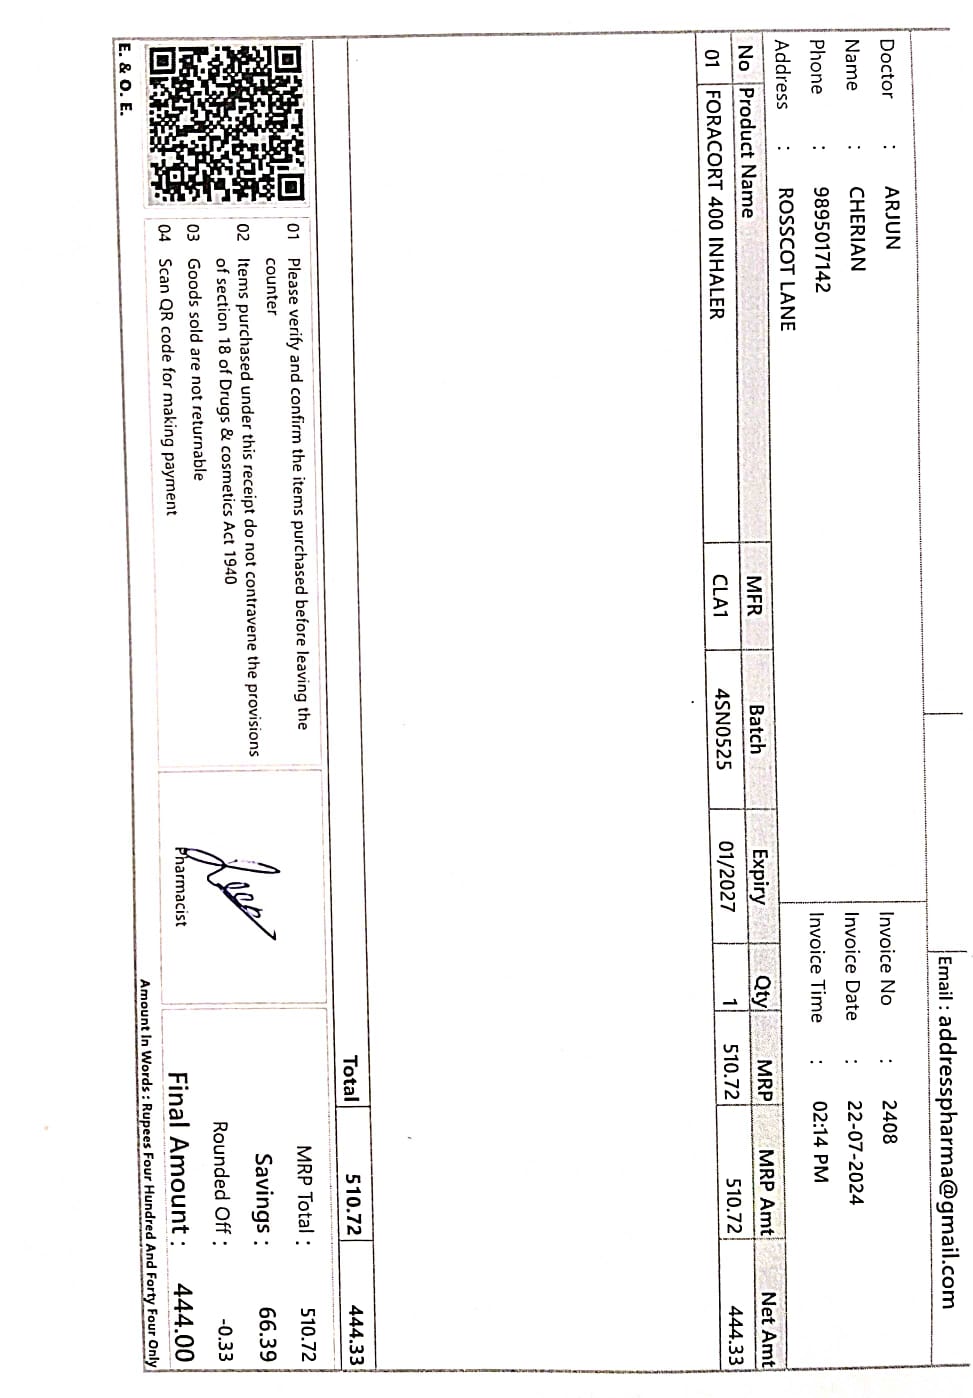 Email : addresspharma@gmail.com
Doctor : ARJUN
Name : CHERIAN
Phone : 9895017142
Address : ROSSCOT LANE
Invoice No : 2408
Invoice Date : 22-07-2024
Invoice Time : 02:14 PM
No Product Name MFR Batch Expiry Qty MRP MRP Amt Net Amt
01 FORACORT 400 INHALER CLA1 4SN0525 01/2027 1 510.72 510.72 444.33
Total 510.72 444.33
01 Please verify and confirm the items purchased before leaving the
counter
02 Items purchased under this receipt do not contravene the provisions
of section 18 of Drugs & cosmetics Act 1940
03 Goods sold are not returnable
04 Scan QR code for making payment
Pharmacist
MRP Total : 510.72
Savings : 66.39
Rounded Off : -0.33
Final Amount : 444.00
Amount In Words : Rupees Four Hundred And Forty Four Only
E. & O. E.